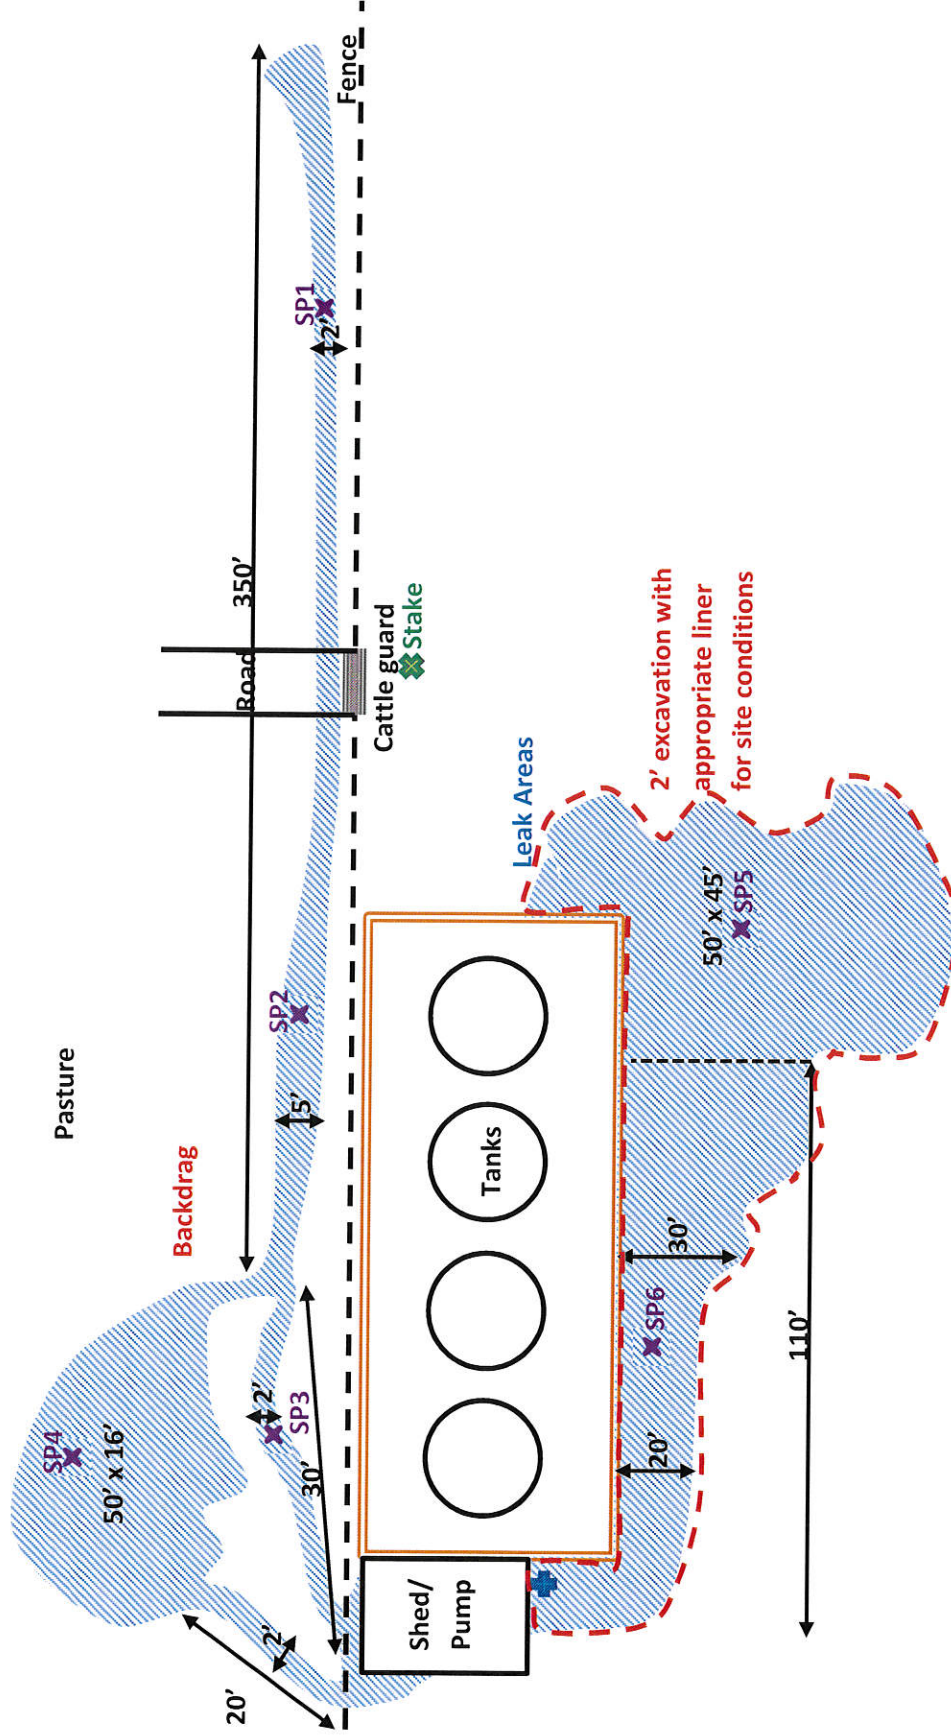 Pasture
Backdrag
SP4
50’ x 16’
20’
2’
2’
SP3
30’
SP2
5’
350’
Road
SP1
2’
Fence
Cattle guard
Stake
Shed/
Pump
Tanks
Leak Areas
2’ excavation with
appropriate liner
for site conditions
50’ x 45’
SP5
SP6
20’
30’
110’